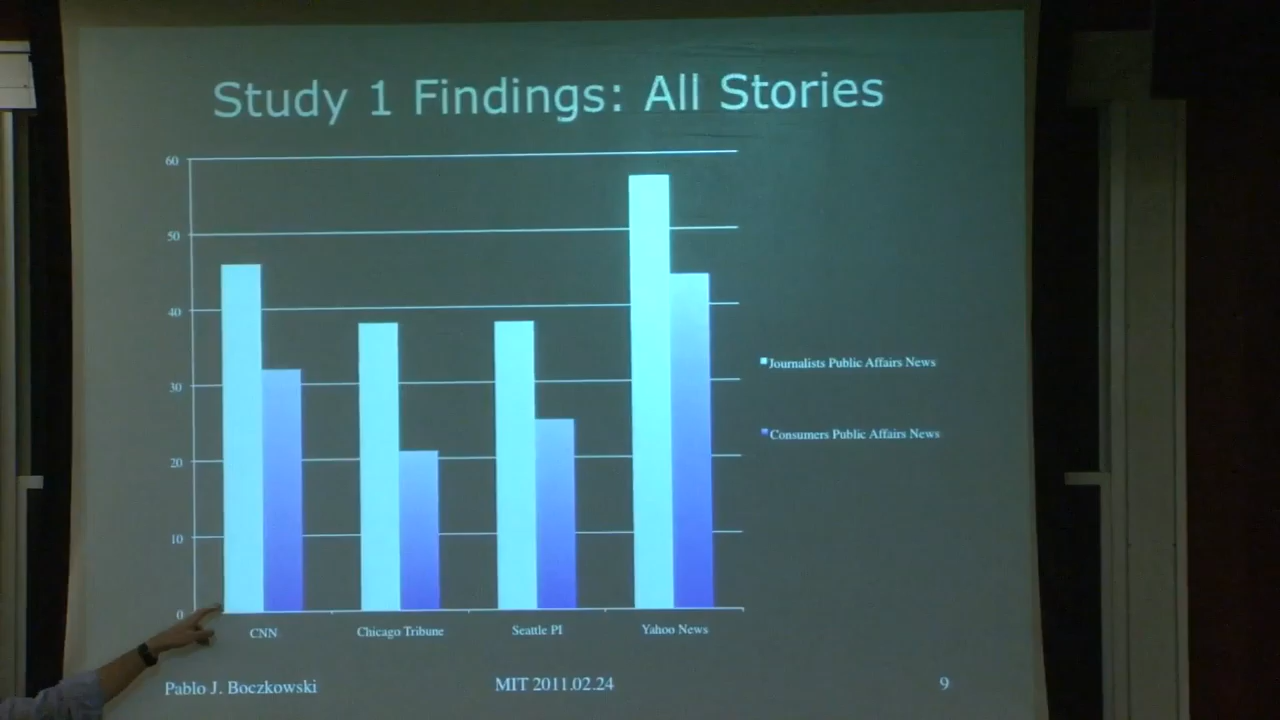 Study 1 Findings: All Stories
60
50
40
30
20
10
0
Journalists Public Affairs News
Consumers Public Affairs News
CNN
Chicago Tribune
Seattle PI
Yahoo News
Pablo J. Boczkowski
MIT 2011.02.24
9